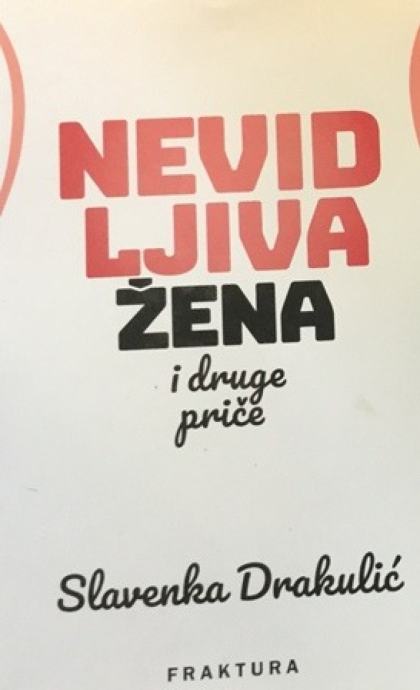 NEVID
LJIVA
ŽENA
i druge
priče
Slavenka Drakulić
FRAKTURA